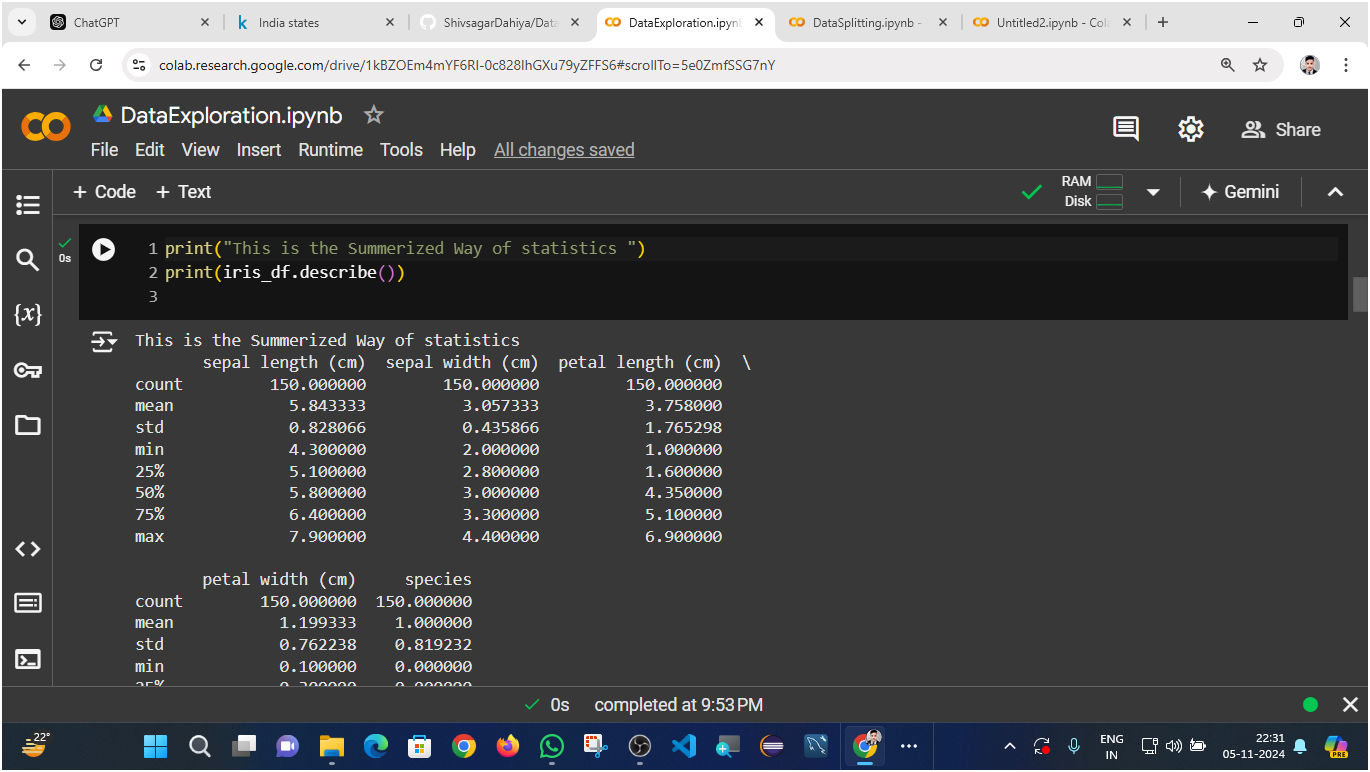 ChatGPT
India states
ShivsagarDahiya/Data
DataExploration.ipynb
DataSplitting.ipynb -
Untitled2.ipynb - Cola
colab.research.google.com/drive/1kBZOEm4mYF6RI-0c828IhGXu79yZFFS6#scrollTo=5e0ZmfSSG7nY
DataExploration.ipynb
Share
File Edit View Insert Runtime Tools Help All changes saved
+ Code + Text
RAM
Disk
Gemini
0s
1 print("This is the Summerized Way of statistics ")
2 print(iris_df.describe())
3
{x}
This is the Summerized Way of statistics
sepal length (cm) sepal width (cm) petal length (cm) \
count 150.000000 150.000000 150.000000
mean 5.843333 3.057333 3.758000
std 0.828066 0.435866 1.765298
min 4.300000 2.000000 1.000000
25% 5.100000 2.800000 1.600000
50% 5.800000 3.000000 4.350000
75% 6.400000 3.300000 5.100000
max 7.900000 4.400000 6.900000
petal width (cm) species
count 150.000000 150.000000
mean 1.199333 1.000000
std 0.762238 0.819232
min 0.100000 0.000000
25% 0.300000 0.000000
0s completed at 9:53 PM
22°
ENG
IN
22:31
05-11-2024
PRE